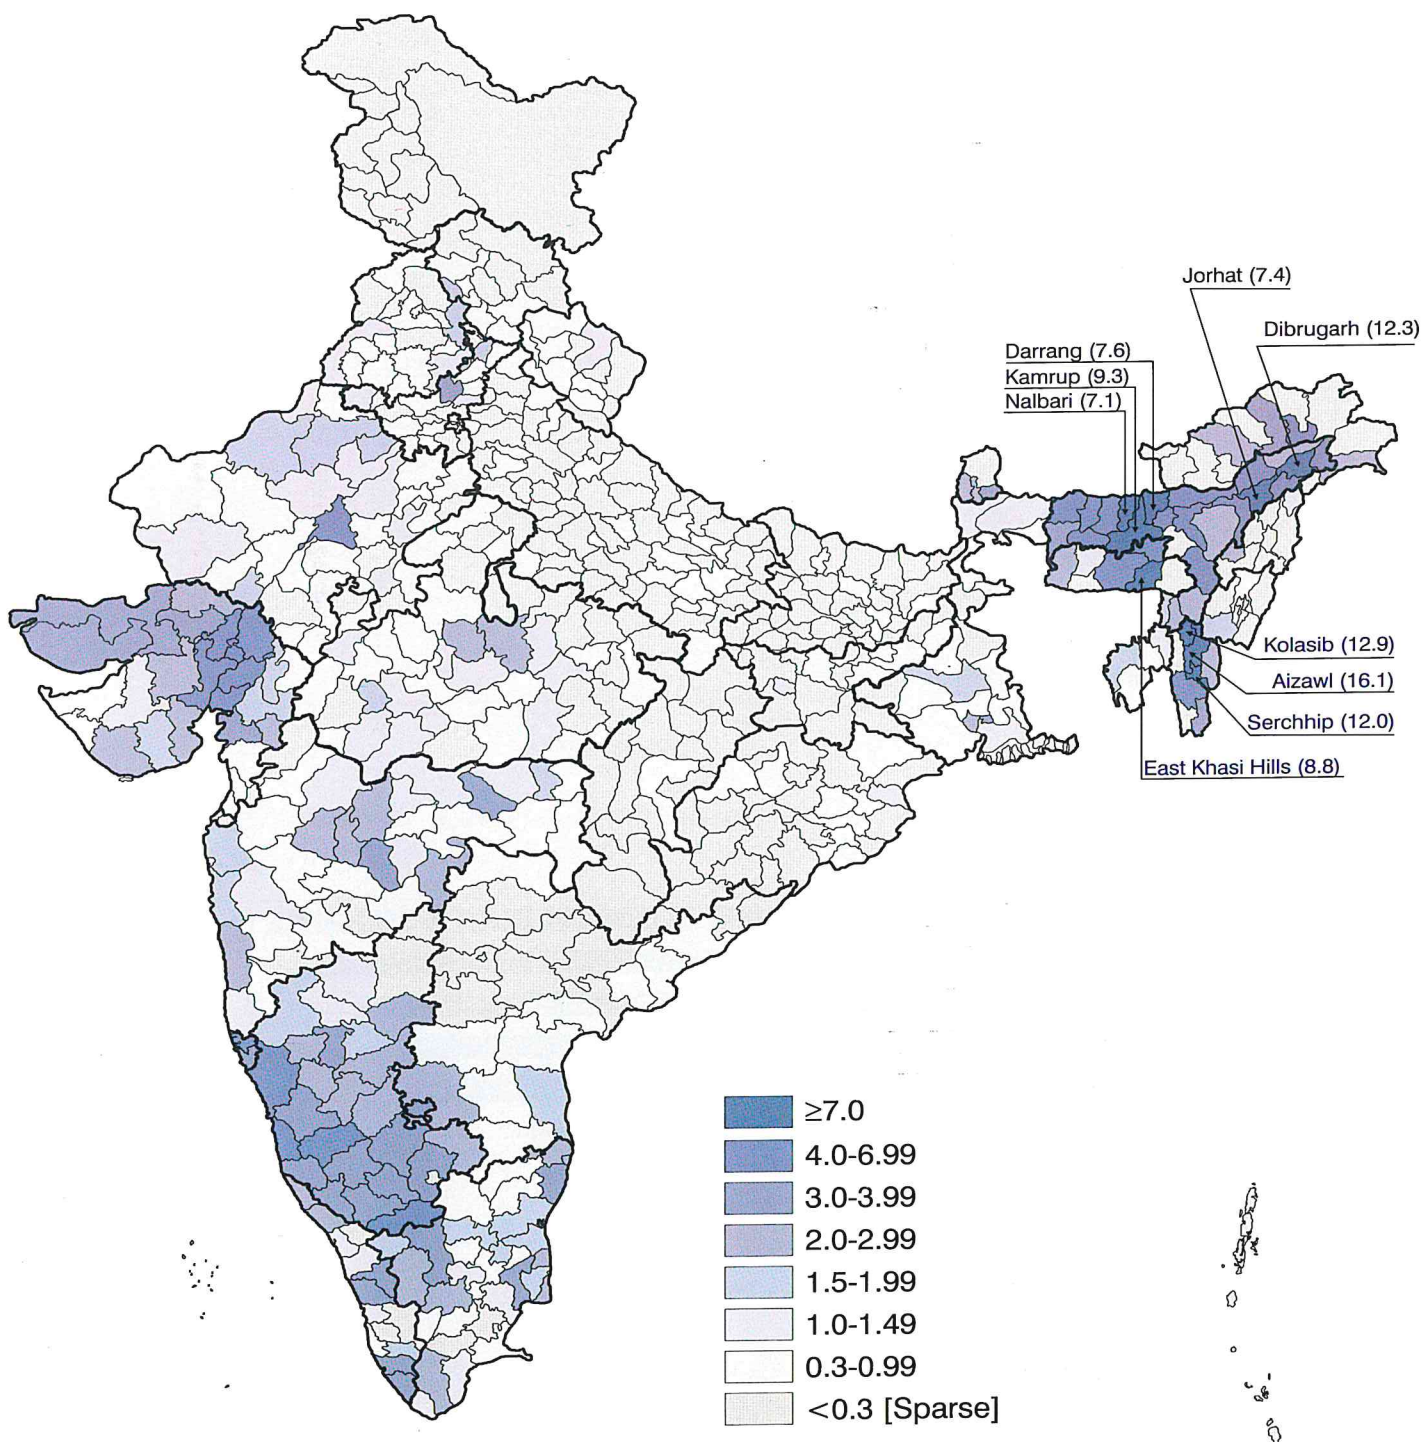 Jorhat (7.4)
Dibrugarh (12.3)
Darrang (7.6)
Kamrup (9.3)
Nalbari (7.1)
Kolasib (12.9)
Aizawl (16.1)
Serchhip (12.0)
East Khasi Hills (8.8)
≥7.0
4.0-6.99
3.0-3.99
2.0-2.99
1.5-1.99
1.0-1.49
0.3-0.99
<0.3 [Sparse]